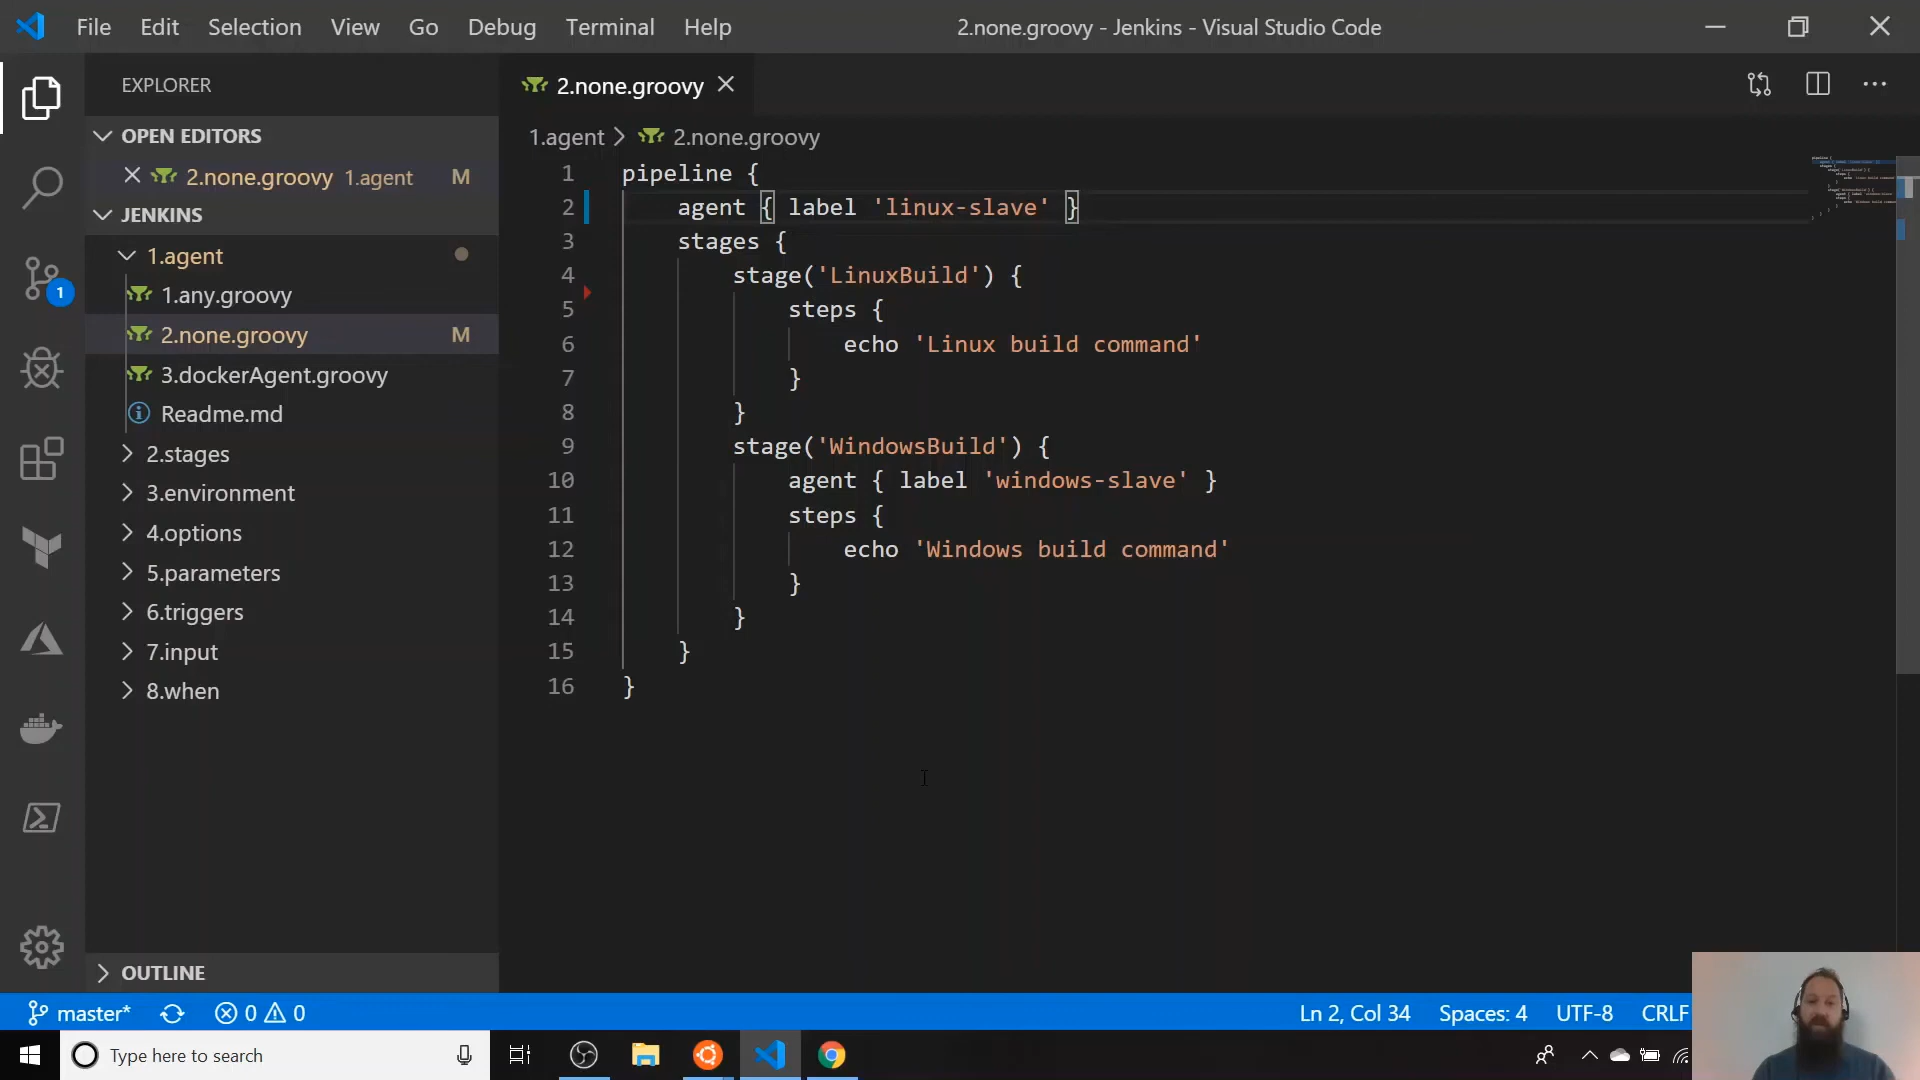 File Edit Selection View Go Debug Terminal Help
2.none.groovy - Jenkins - Visual Studio Code
EXPLORER
OPEN EDITORS
2.none.groovy 1.agent M
JENKINS
1.agent
1.any.groovy
2.none.groovy M
3.dockerAgent.groovy
Readme.md
2.stages
3.environment
4.options
5.parameters
6.triggers
7.input
8.when
OUTLINE
1
2.none.groovy
1.agent > 2.none.groovy
1 pipeline {
2 agent { label 'linux-slave' }
3 stages {
4 stage('LinuxBuild') {
5 steps {
6 echo 'Linux build command'
7 }
8 }
9 stage('WindowsBuild') {
10 agent { label 'windows-slave' }
11 steps {
12 echo 'Windows build command'
13 }
14 }
15 }
16 }
master* 0 0
Ln 2, Col 34 Spaces: 4 UTF-8 CRLF
Type here to search